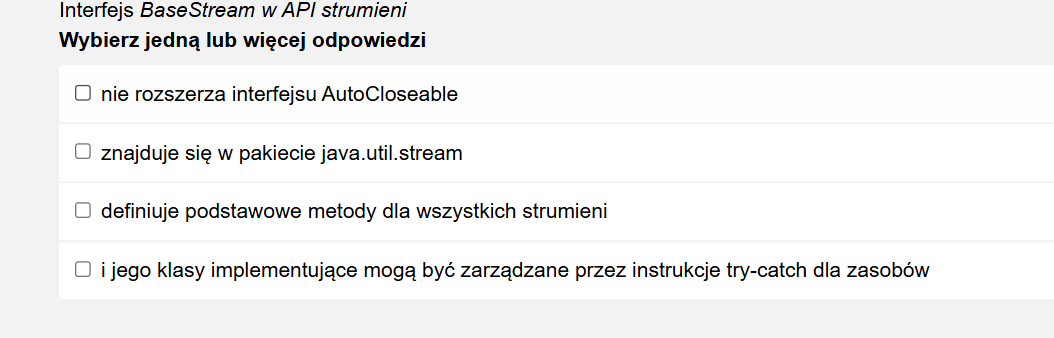 Interfejs BaseStream w API strumieni
Wybierz jedną lub więcej odpowiedzi
nie rozszerza interfejsu AutoCloseable
znajduje się w pakiecie java.util.stream
definiuje podstawowe metody dla wszystkich strumieni
i jego klasy implementujące mogą być zarządzane przez instrukcje try-catch dla zasobów